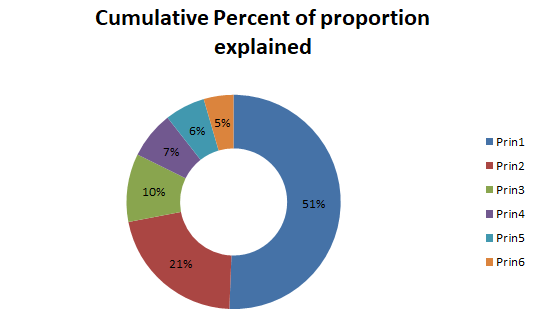 Cumulative Percent of proportion
explained
5%
6%
7%
10%
51%
21%
Prin1
Prin2
Prin3
Prin4
Prin5
Prin6